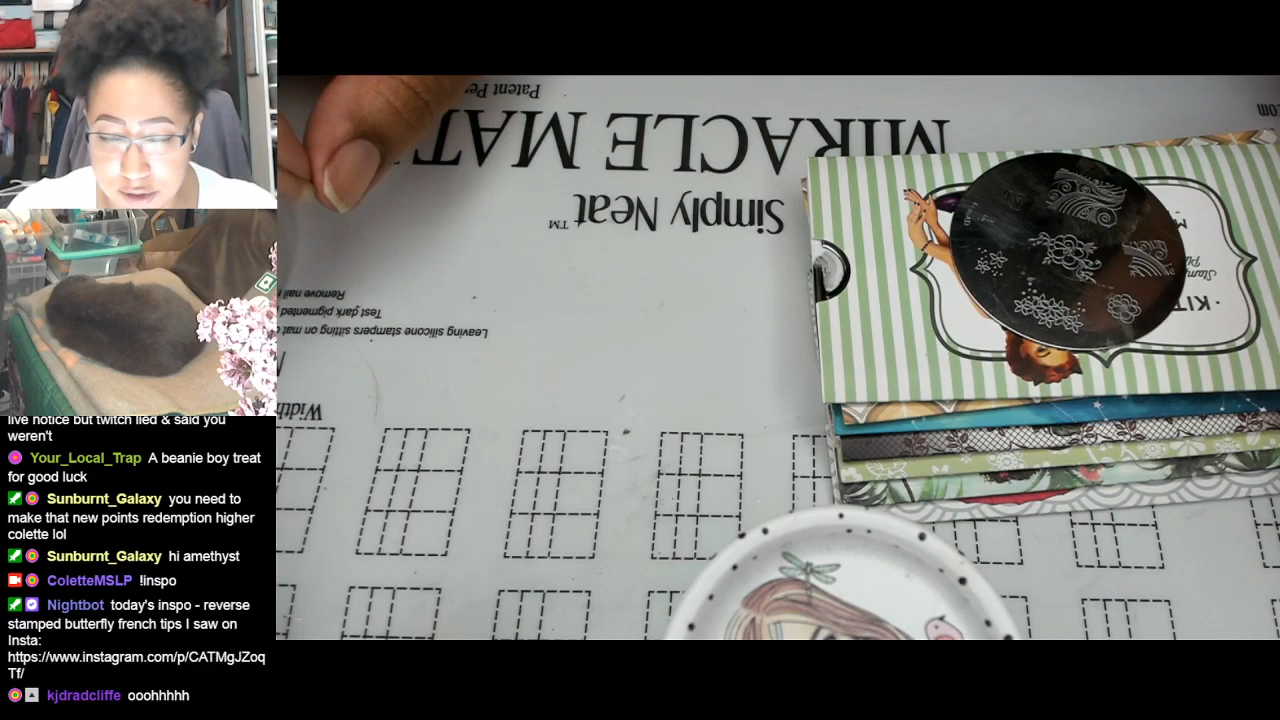 Patent Pe
MIRACLE MAT
Simply Neat™
.com
Remove nail
Test dark pigmented
Leaving silicone stampers sitting on mat
Width
KIT
live notice but twitch lied & said you
weren't
Your_Local_Trap A beanie boy treat
for good luck
Sunburnt_Galaxy you need to
make that new points redemption higher
colette lol
Sunburnt_Galaxy hi amethyst
ColetteMSLP !inspo
Nightbot today's inspo - reverse
stamped butterfly french tips I saw on
Insta:
https://www.instagram.com/p/CATMgJZoq
Tf/
kjdradcliffe ooohhhhh